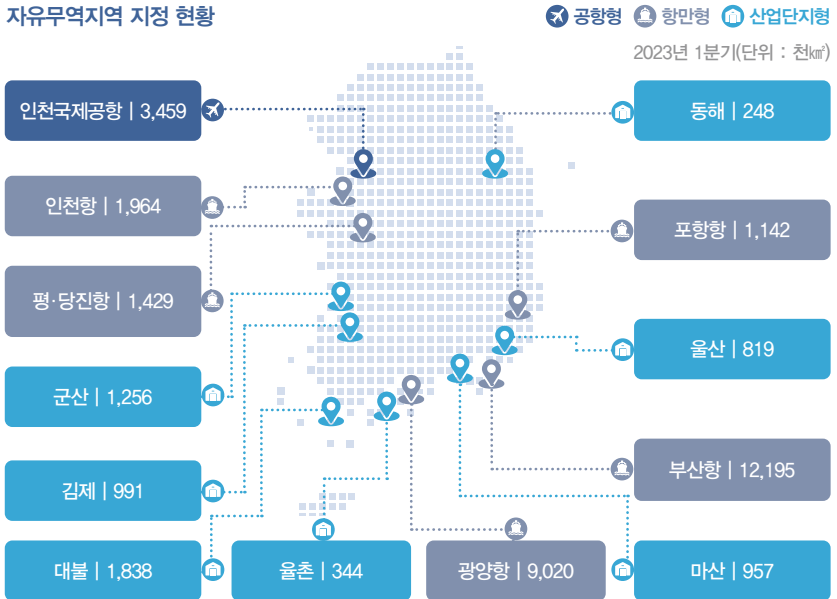 자유무역지역 지정 현황
공항형 항만형 산업단지형
2023년 1분기(단위 : 천㎢)
인천국제공항 | 3,459
동해 | 248
인천항 | 1,964
포항항 | 1,142
평·당진항 | 1,429
울산 | 819
군산 | 1,256
부산항 | 12,195
김제 | 991
대불 | 1,838
율촌 | 344
광양항 | 9,020
마산 | 957